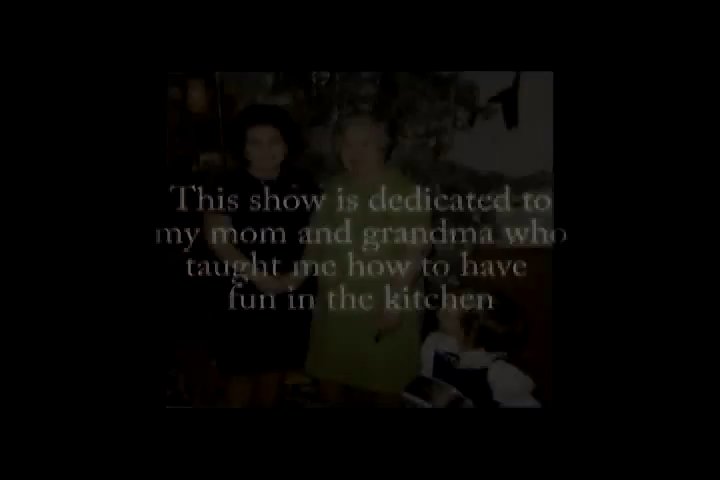 This show is dedicated to
my mom and grandma who
taught me how to have
fun in the kitchen